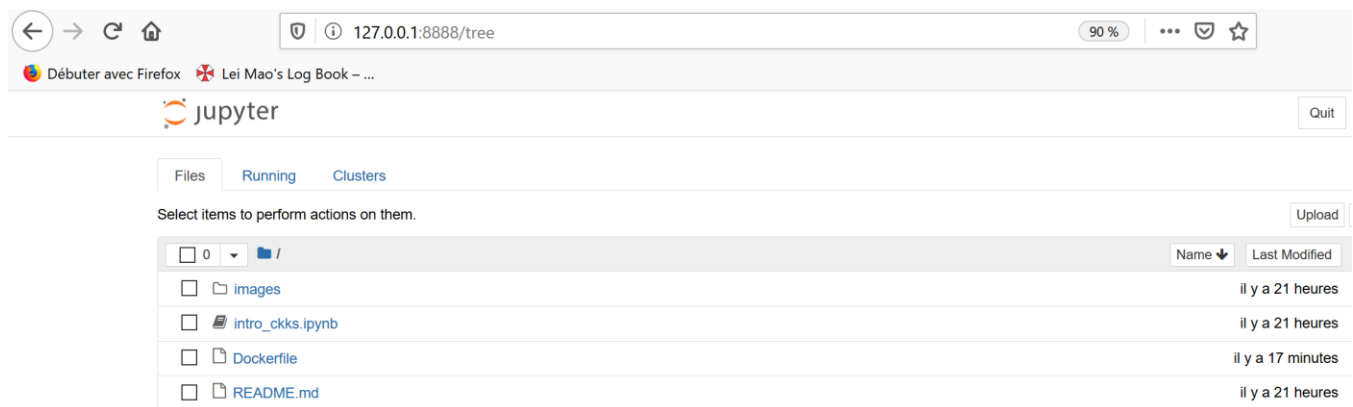 127.0.0.1:8888/tree 90 %
Débuter avec Firefox Lei Mao's Log Book – ...
jupyter Quit
Files Running Clusters
Select items to perform actions on them. Upload
0 / Name Last Modified
images il y a 21 heures
intro_ckks.ipynb il y a 21 heures
Dockerfile il y a 17 minutes
README.md il y a 21 heures